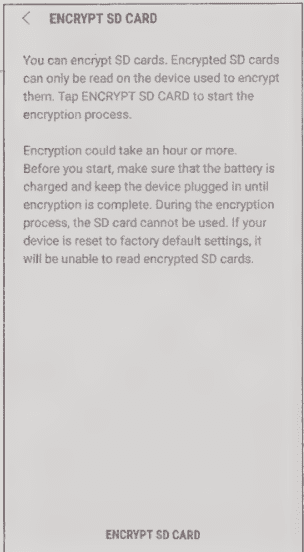 < ENCRYPT SD CARD
You can encrypt SD cards. Encrypted SD cards
can only be read on the device used to encrypt
them. Tap ENCRYPT SD CARD to start the
encryption process.
Encryption could take an hour or more.
Before you start, make sure that the battery is
charged and keep the device plugged in until
encryption is complete. During the encryption
process, the SD card cannot be used. If your
device is reset to factory default settings, it
will be unable to read encrypted SD cards.
ENCRYPT SD CARD